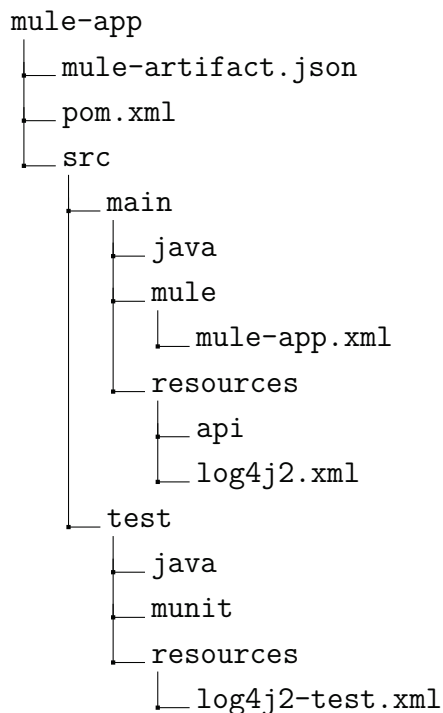 mule-app
mule-artifact.json
pom.xml
src
main
java
mule
mule-app.xml
resources
api
log4j2.xml
test
java
munit
resources
log4j2-test.xml